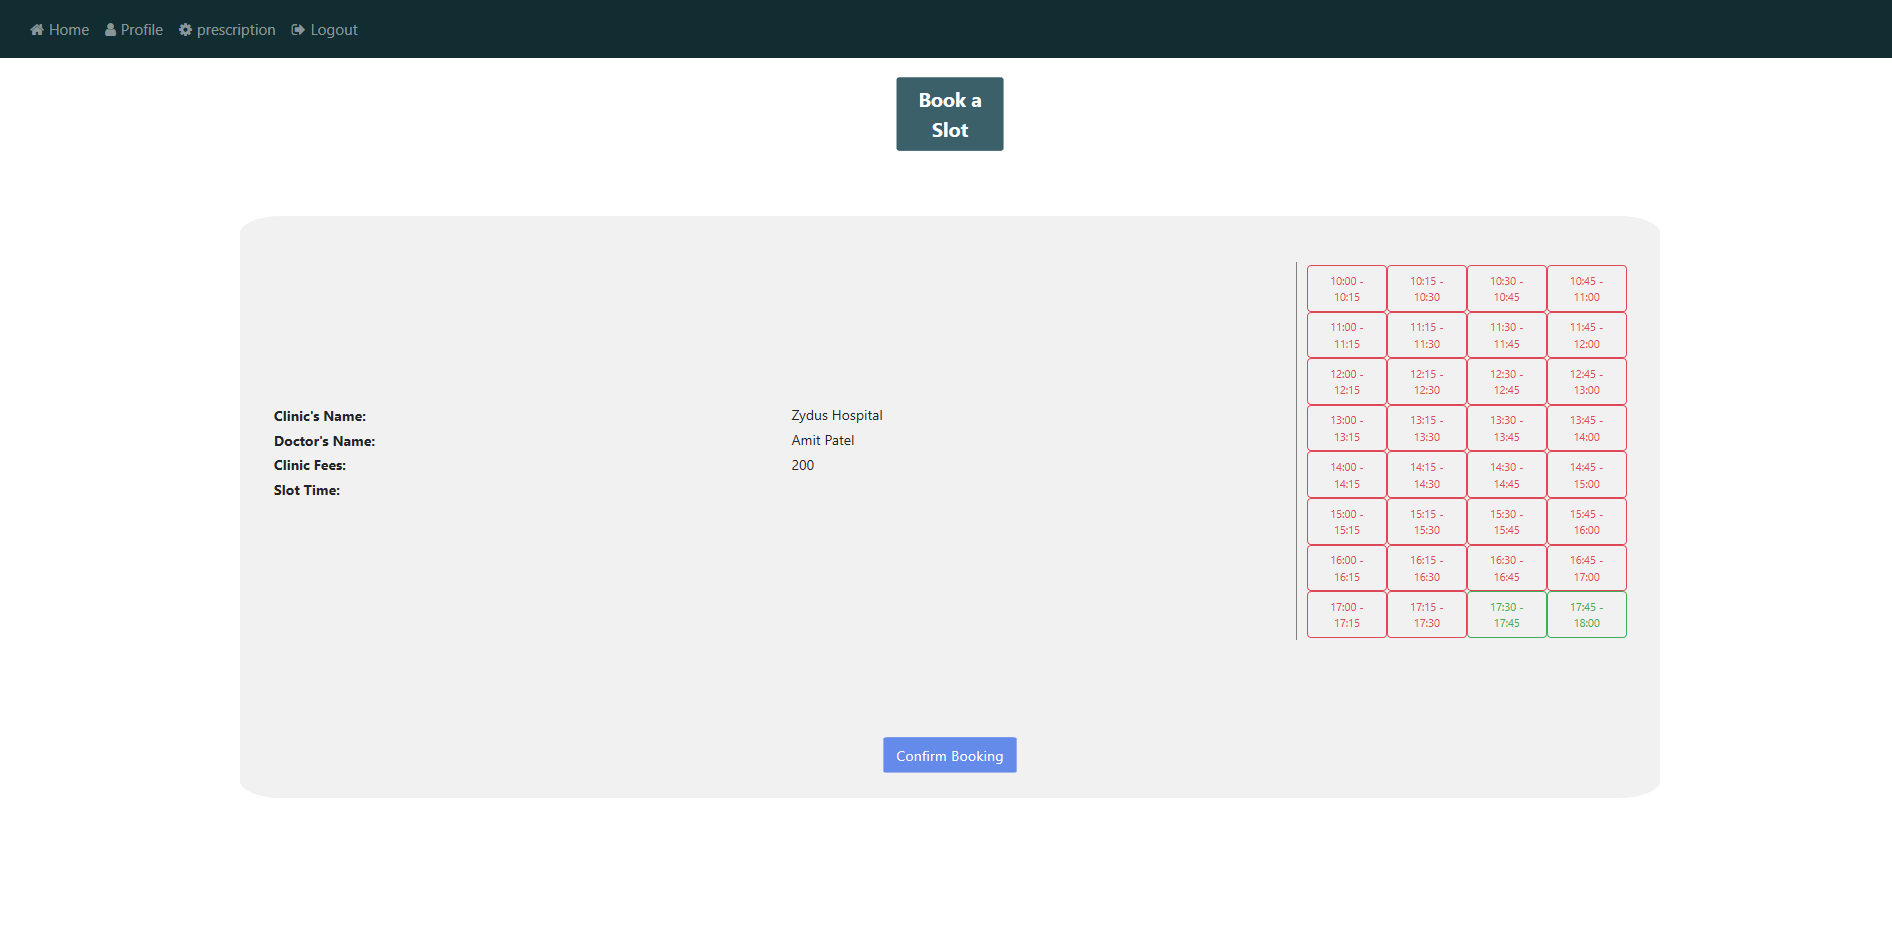 Home Profile prescription Logout
Book a
Slot
Clinic's Name: Zydus Hospital
Doctor's Name: Amit Patel
Clinic Fees: 200
Slot Time:
10:00 - 10:15 - 10:30 - 10:45 -
10:15 10:30 10:45 11:00
11:00 - 11:15 - 11:30 - 11:45 -
11:15 11:30 11:45 12:00
12:00 - 12:15 - 12:30 - 12:45 -
12:15 12:30 12:45 13:00
13:00 - 13:15 - 13:30 - 13:45 -
13:15 13:30 13:45 14:00
14:00 - 14:15 - 14:30 - 14:45 -
14:15 14:30 14:45 15:00
15:00 - 15:15 - 15:30 - 15:45 -
15:15 15:30 15:45 16:00
16:00 - 16:15 - 16:30 - 16:45 -
16:15 16:30 16:45 17:00
17:00 - 17:15 - 17:30 - 17:45 -
17:15 17:30 17:45 18:00
Confirm Booking